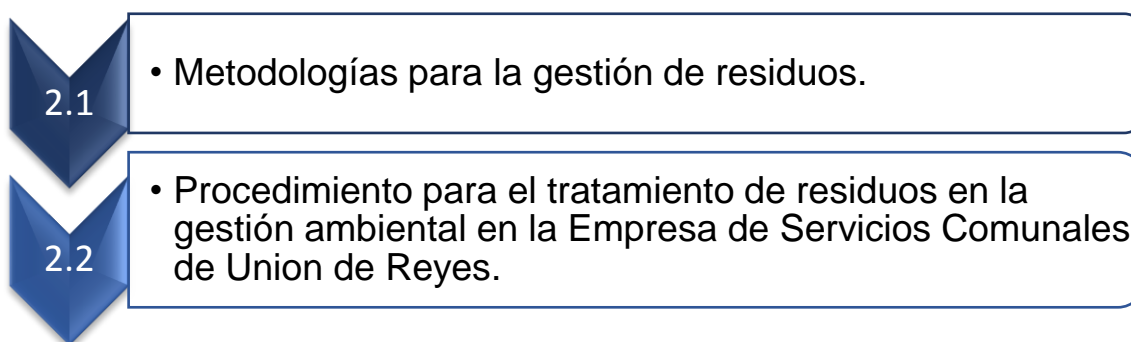 2.1
• Metodologías para la gestión de residuos.
2.2
• Procedimiento para el tratamiento de residuos en la
gestión ambiental en la Empresa de Servicios Comunales
de Union de Reyes.